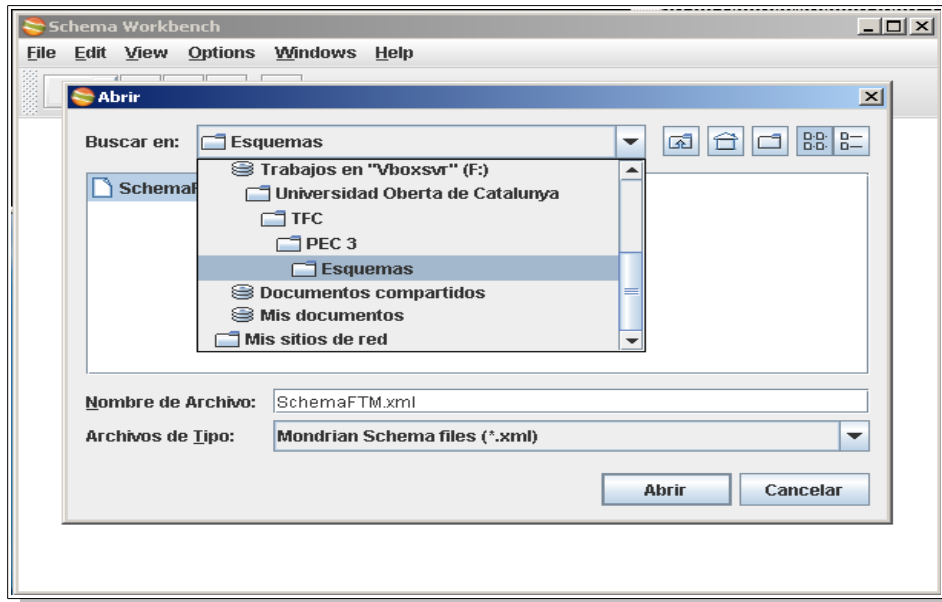 Schema Workbench
File Edit View Options Windows Help
Abrir
Buscar en: Esquemas
Trabajos en "Vboxsvr" (F:)
Universidad Oberta de Catalunya
TFC
PEC 3
Esquemas
Documentos compartidos
Mis documentos
Mis sitios de red
Nombre de Archivo: SchemaFTM.xml
Archivos de Tipo: Mondrian Schema files (*.xml)
Abrir Cancelar